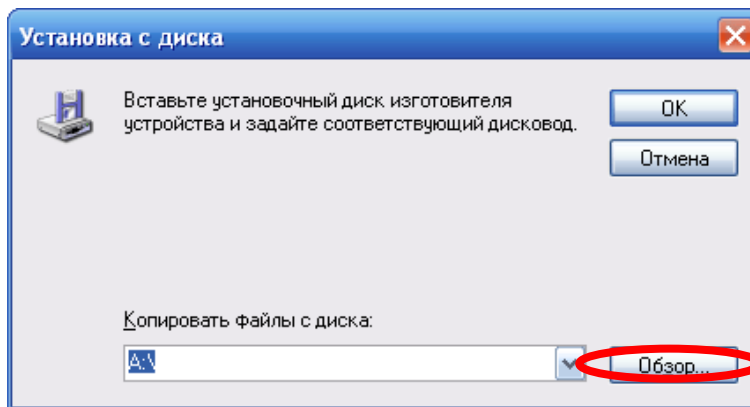 Установка с диска
Вставьте установочный диск изготовителя
устройства и задайте соответствующий дисковод.
OK
Отмена
Копировать файлы с диска:
A:\
Обзор...